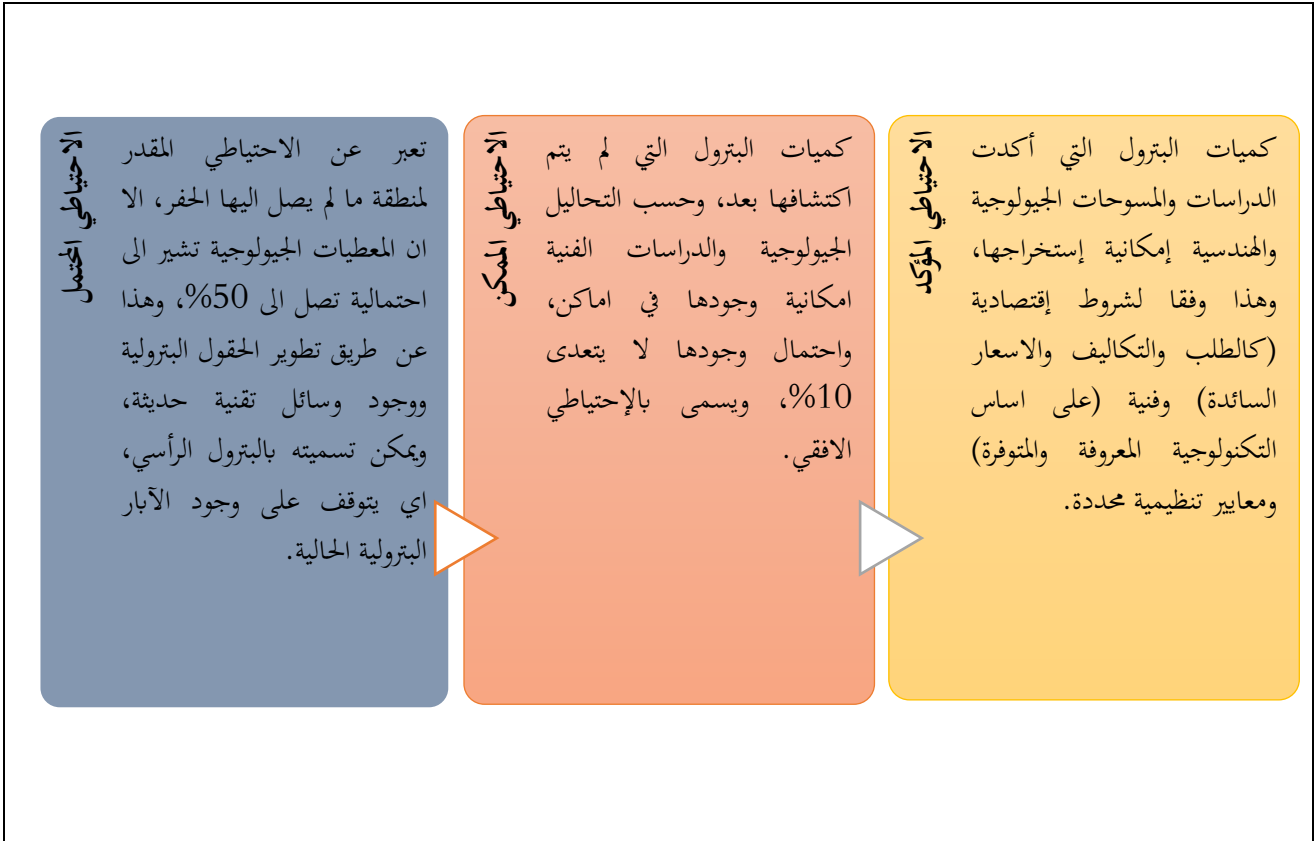 الاحتياطي المؤكد
كميات البترول التي أكدت
الدراسات والمسوحات الجيولوجية
والهندسية إمكانية إستخراجها،
وهذا وفقا لشروط إقتصادية
(كالطلب والتكاليف والاسعار
السائدة) وفنية (على اساس
التكنولوجية المعروفة والمتوفرة)
ومعايير تنظيمية محددة.
الاحتياطي الممكن
كميات البترول التي لم يتم
اكتشافها بعد، وحسب التحاليل
الجيولوجية والدراسات الفنية
امكانية وجودها في اماكن،
واحتمال وجودها لا يتعدى
10%، ويسمى بالإحتياطي
الافقي.
الاحتياطي المحتمل
تعبر عن الاحتياطي المقدر
لمنطقة ما لم يصل اليها الحفر، الا
ان المعطيات الجيولوجية تشير الى
احتمالية تصل الى 50%، وهذا
عن طريق تطوير الحقول البترولية
ووجود وسائل تقنية حديثة،
ويمكن تسميته بالبترول الرأسي،
اي يتوقف على وجود الآبار
البترولية الحالية.